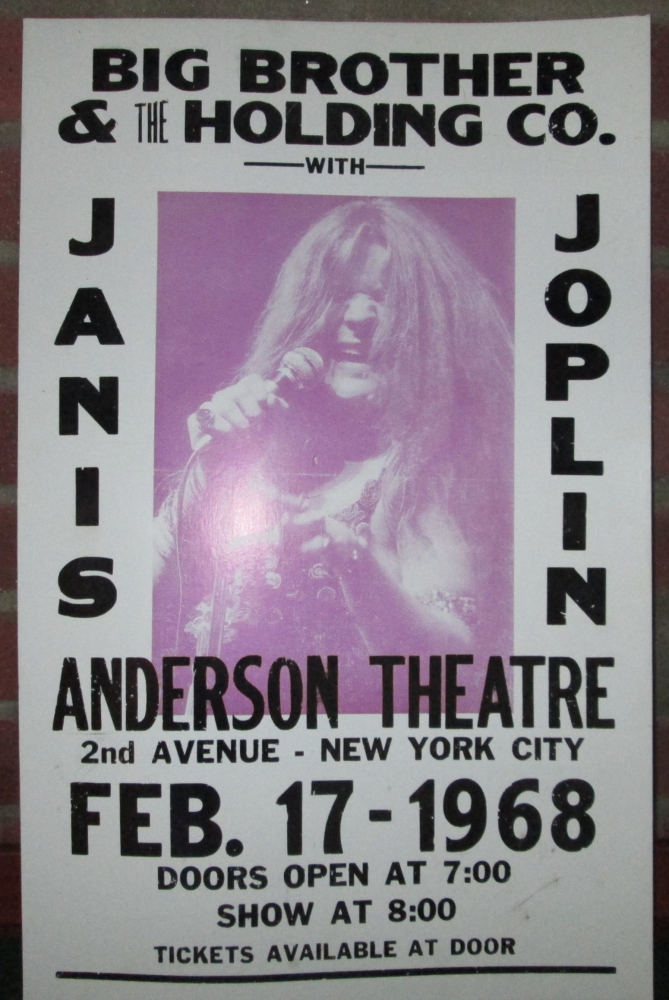 BIG BROTHER
& THE HOLDING CO.
WITH
JANIS
JOPLIN
ANDERSON THEATRE
2nd AVENUE - NEW YORK CITY
FEB. 17-1968
DOORS OPEN AT 7:00
SHOW AT 8:00
TICKETS AVAILABLE AT DOOR